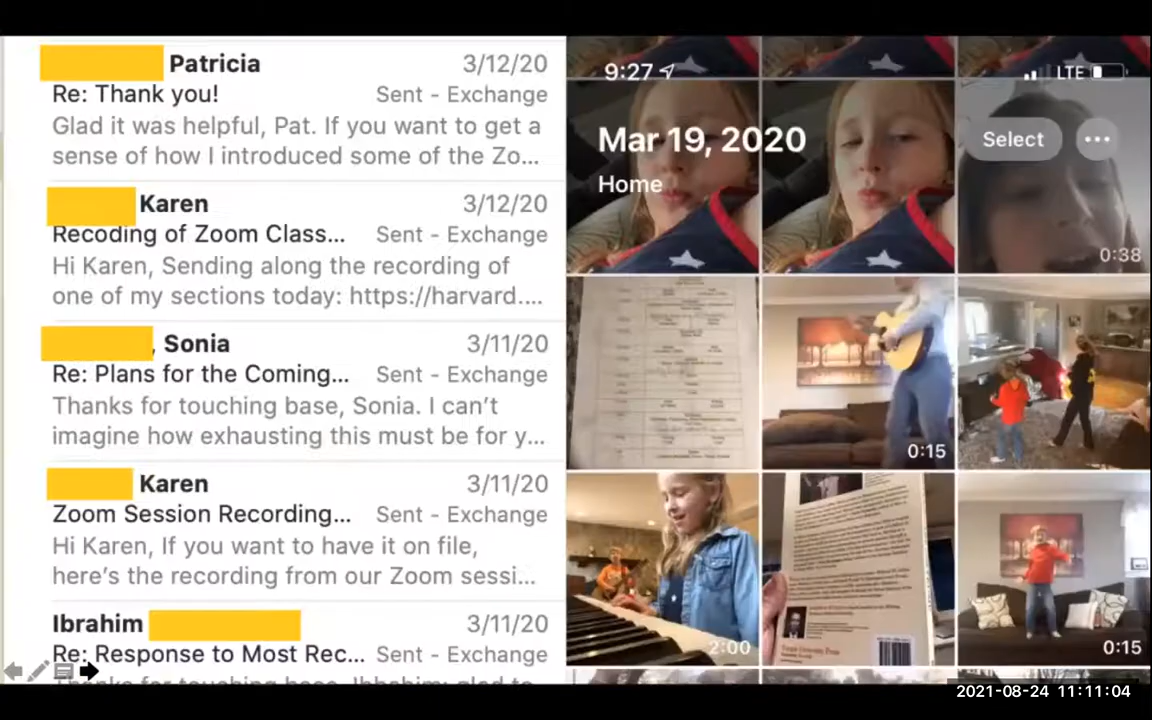 Patricia 3/12/20
Re: Thank you! Sent - Exchange
Glad it was helpful, Pat. If you want to get a
sense of how I introduced some of the Zo...
Karen 3/12/20
Recoding of Zoom Class... Sent - Exchange
Hi Karen, Sending along the recording of
one of my sections today: https://harvard....
, Sonia 3/11/20
Re: Plans for the Coming... Sent - Exchange
Thanks for touching base, Sonia. I can't
imagine how exhausting this must be for y...
Karen 3/11/20
Zoom Session Recording... Sent - Exchange
Hi Karen, If you want to have it on file,
here's the recording from our Zoom sessi...
Ibrahim 3/11/20
Re: Response to Most Rec... Sent - Exchange
Thanks for touching base, Ibhahim; glad to
9:27 LTE
Mar 19, 2020
Select
Home
0:38
0:15
2:00
0:15
2021-08-24 11:11:04